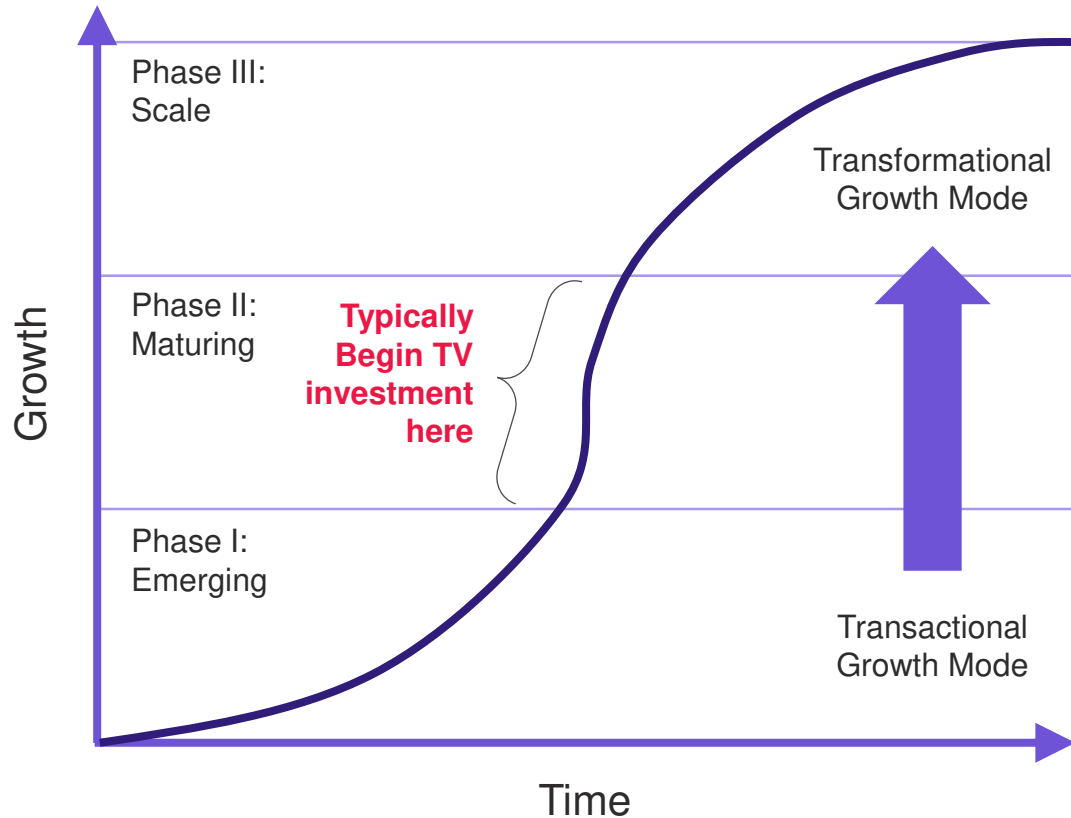 Phase III:
Scale
Transformational
Growth Mode
Phase II:
Maturing
Typically
Begin TV
investment
here
Growth
Phase I:
Emerging
Transactional
Growth Mode
Time